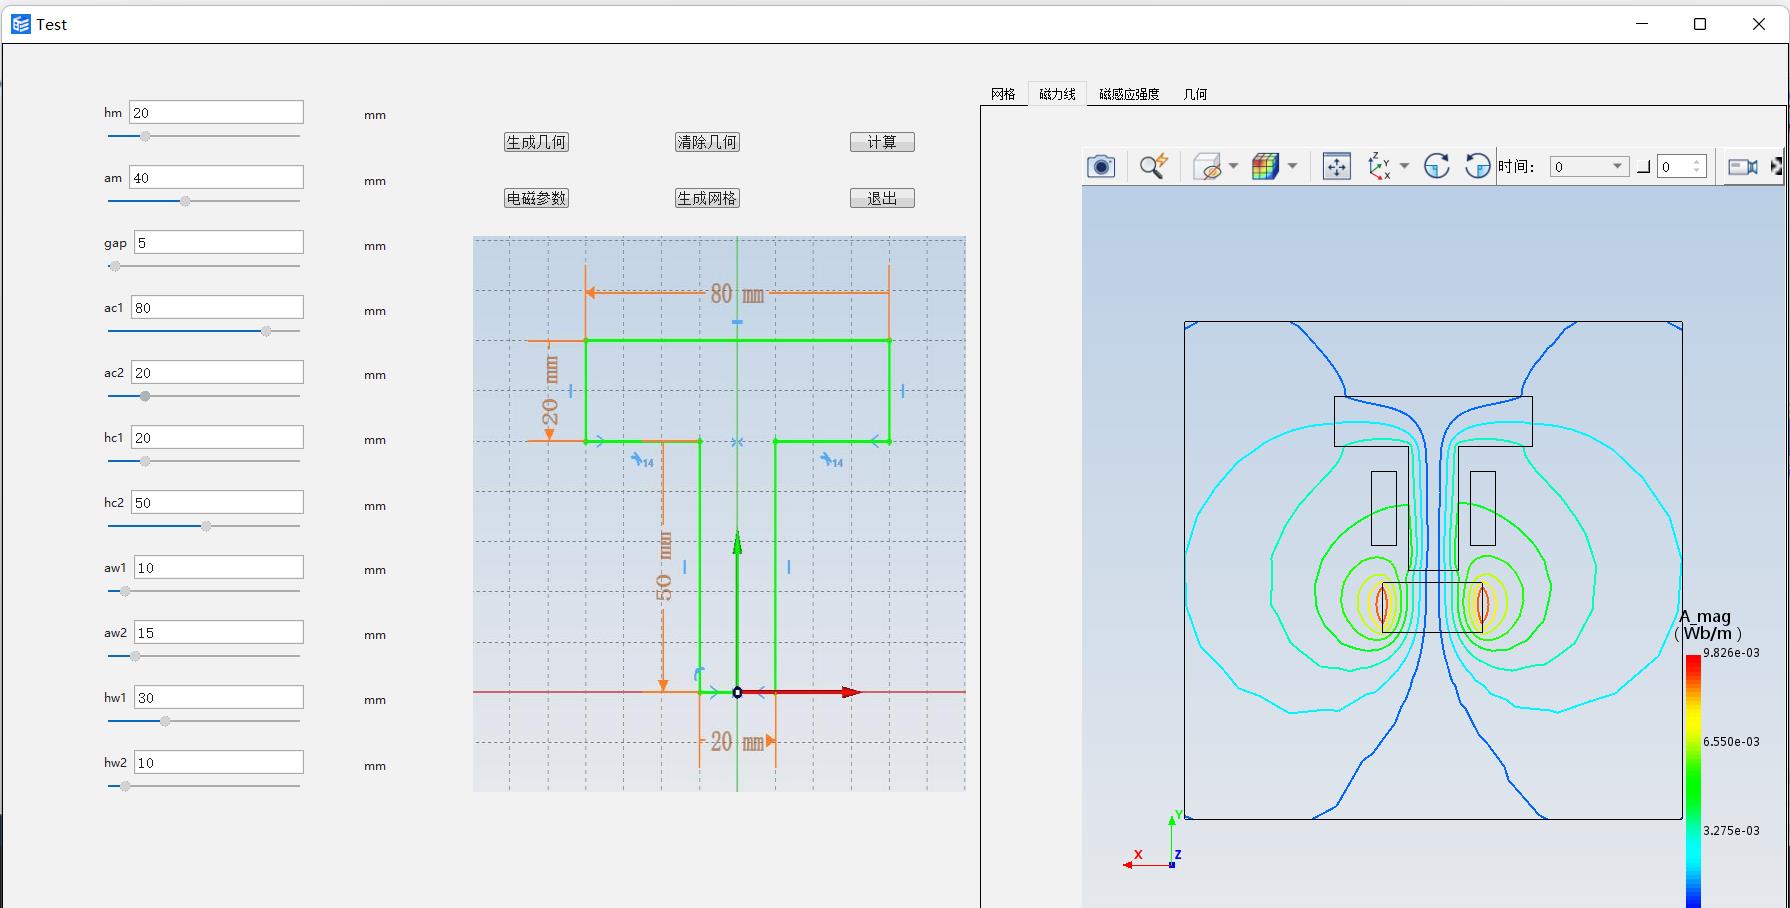 Test
hm 20 mm
am 40 mm
gap 5 mm
ac1 80 mm
ac2 20 mm
hc1 20 mm
hc2 50 mm
aw1 10 mm
aw2 15 mm
hw1 30 mm
hw2 10 mm
生成几何 清除几何 计算
电磁参数 生成网格 退出
80 mm
20 mm
14 14
50 mm
20 mm
网格 磁力线 磁感应强度 几何
Z Y X
时间: 0 0
A_mag
( Wb/m )
9.826e-03
6.550e-03
3.275e-03
Y
X Z